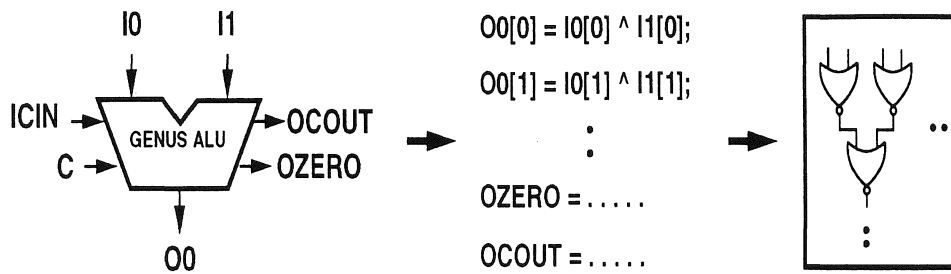 I0 I1
ICIN
C
GENUS ALU
OCOUT
OZERO
O0
O0[0] = I0[0] ^ I1[0];
O0[1] = I0[1] ^ I1[1];
:
OZERO = . . . . .
OCOUT = . . . . .